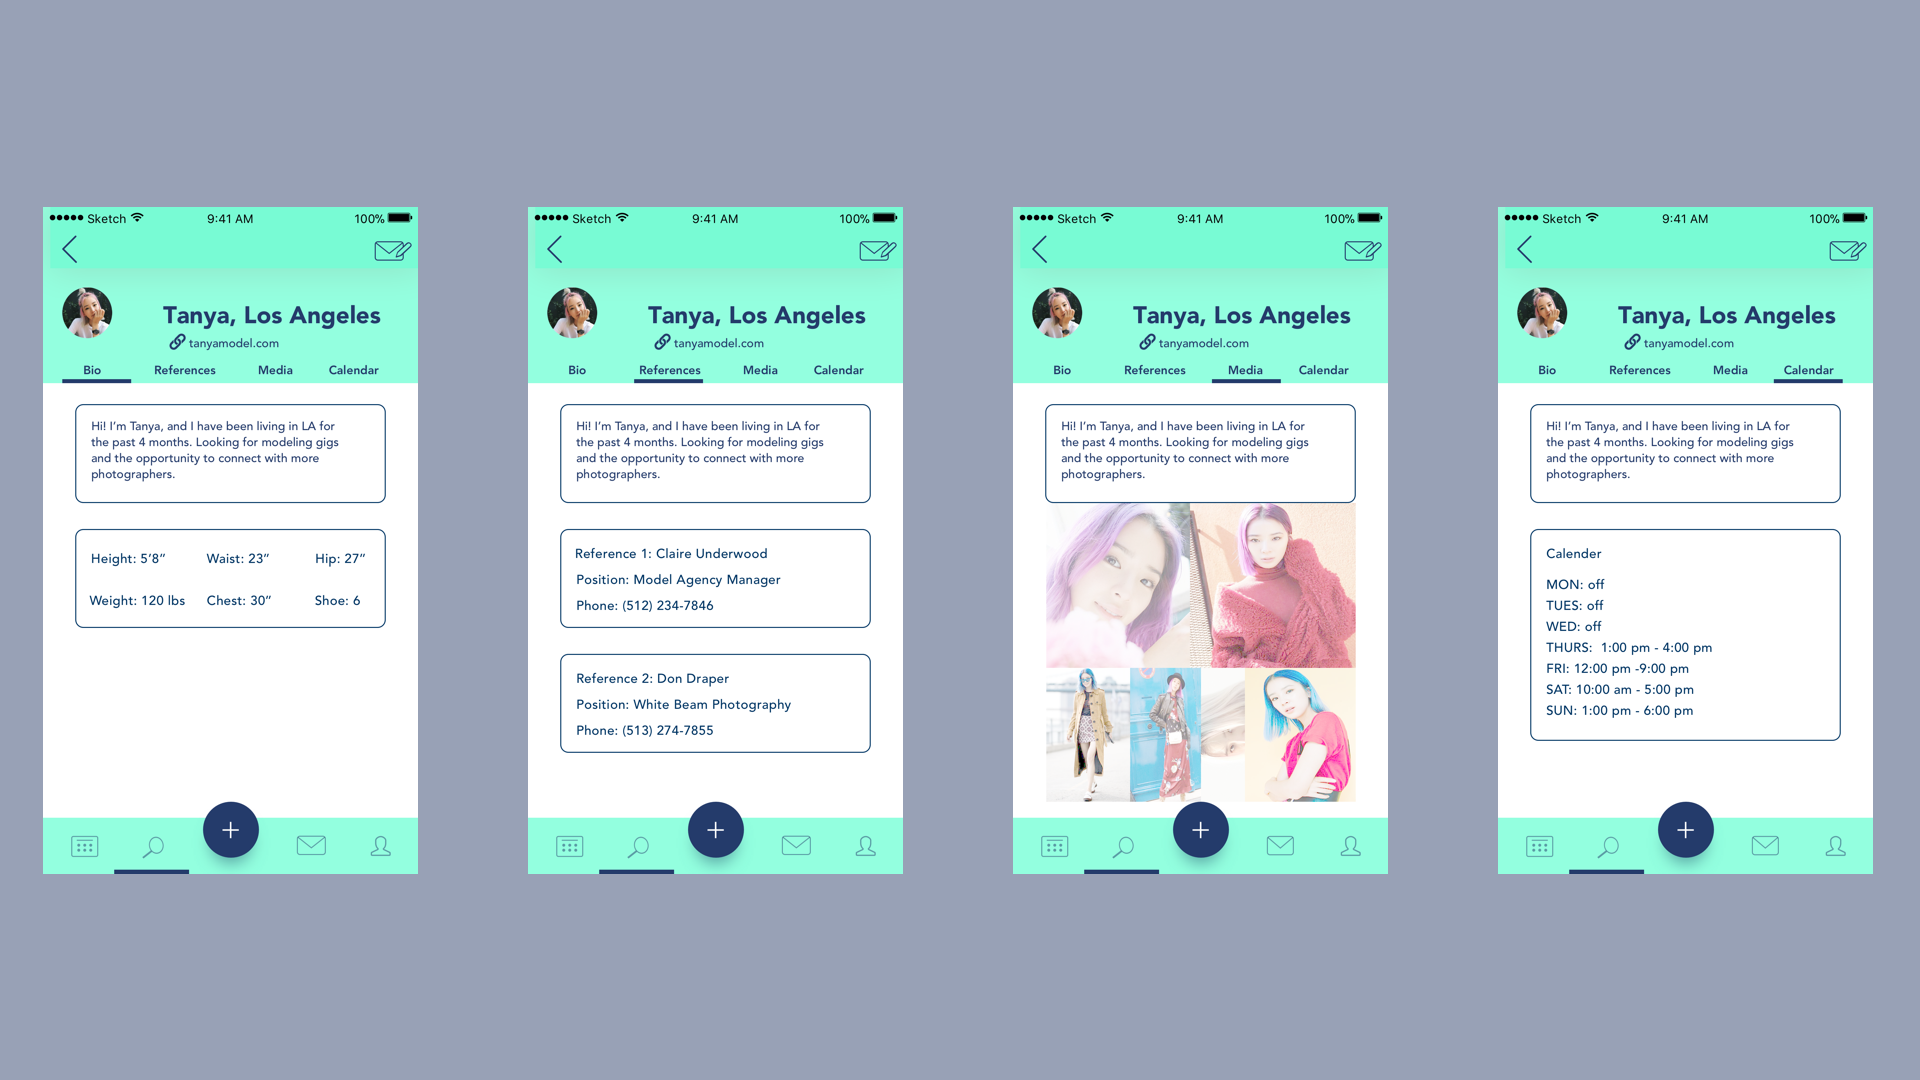 Sketch 9:41 AM 100%
Tanya, Los Angeles
tanyamodel.com
Bio References Media Calendar
Hi! I’m Tanya, and I have been living in LA for
the past 4 months. Looking for modeling gigs
and the opportunity to connect with more
photographers.
Height: 5’8” Waist: 23” Hip: 27”
Weight: 120 lbs Chest: 30” Shoe: 6
Sketch 9:41 AM 100%
Tanya, Los Angeles
tanyamodel.com
Bio References Media Calendar
Hi! I’m Tanya, and I have been living in LA for
the past 4 months. Looking for modeling gigs
and the opportunity to connect with more
photographers.
Reference 1: Claire Underwood
Position: Model Agency Manager
Phone: (512) 234-7846
Reference 2: Don Draper
Position: White Beam Photography
Phone: (513) 274-7855
Sketch 9:41 AM 100%
Tanya, Los Angeles
tanyamodel.com
Bio References Media Calendar
Hi! I’m Tanya, and I have been living in LA for
the past 4 months. Looking for modeling gigs
and the opportunity to connect with more
photographers.
Sketch 9:41 AM 100%
Tanya, Los Angeles
tanyamodel.com
Bio References Media Calendar
Hi! I’m Tanya, and I have been living in LA for
the past 4 months. Looking for modeling gigs
and the opportunity to connect with more
photographers.
Calender
MON: off
TUES: off
WED: off
THURS:  1:00 pm - 4:00 pm
FRI: 12:00 pm -9:00 pm
SAT: 10:00 am - 5:00 pm
SUN: 1:00 pm - 6:00 pm